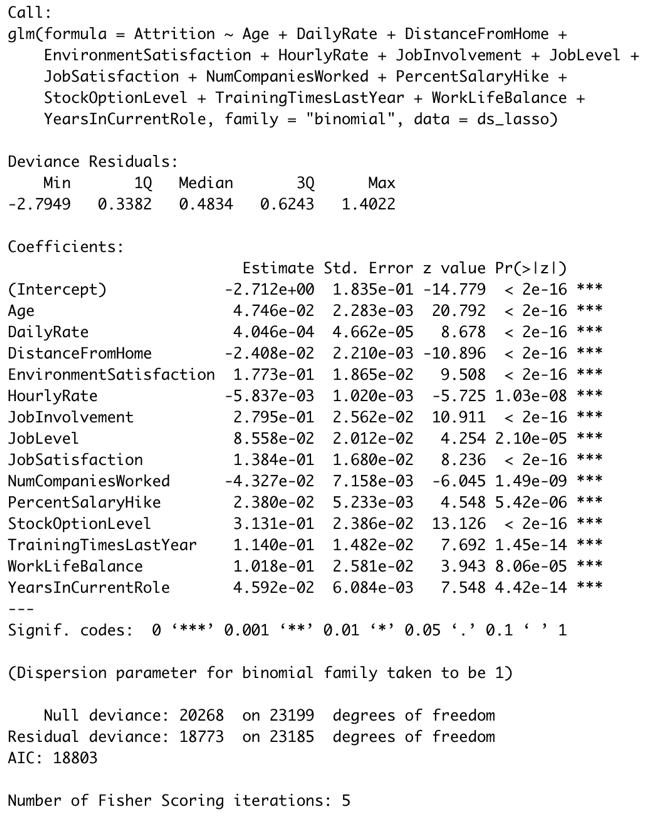 Call:
glm(formula = Attrition ~ Age + DailyRate + DistanceFromHome +
    EnvironmentSatisfaction + HourlyRate + JobInvolvement + JobLevel +
    JobSatisfaction + NumCompaniesWorked + PercentSalaryHike +
    StockOptionLevel + TrainingTimesLastYear + WorkLifeBalance +
    YearsInCurrentRole, family = "binomial", data = ds_lasso)

Deviance Residuals:
    Min      1Q  Median      3Q     Max
-2.7949  0.3382  0.4834  0.6243  1.4022

Coefficients:
                          Estimate Std. Error z value Pr(>|z|)
(Intercept)             -2.712e+00  1.835e-01 -14.779  < 2e-16 ***
Age                      4.746e-02  2.283e-03  20.792  < 2e-16 ***
DailyRate                4.046e-04  4.662e-05   8.678  < 2e-16 ***
DistanceFromHome        -2.408e-02  2.210e-03 -10.896  < 2e-16 ***
EnvironmentSatisfaction  1.773e-01  1.865e-02   9.508  < 2e-16 ***
HourlyRate              -5.837e-03  1.020e-03  -5.725 1.03e-08 ***
JobInvolvement           2.795e-01  2.562e-02  10.911  < 2e-16 ***
JobLevel                 8.558e-02  2.012e-02   4.254 2.10e-05 ***
JobSatisfaction          1.384e-01  1.680e-02   8.236  < 2e-16 ***
NumCompaniesWorked      -4.327e-02  7.158e-03  -6.045 1.49e-09 ***
PercentSalaryHike        2.380e-02  5.233e-03   4.548 5.42e-06 ***
StockOptionLevel         3.131e-01  2.386e-02  13.126  < 2e-16 ***
TrainingTimesLastYear    1.140e-01  1.482e-02   7.692 1.45e-14 ***
WorkLifeBalance          1.018e-01  2.581e-02   3.943 8.06e-05 ***
YearsInCurrentRole       4.592e-02  6.084e-03   7.548 4.42e-14 ***
---
Signif. codes:  0 ‘***’ 0.001 ‘**’ 0.01 ‘*’ 0.05 ‘.’ 0.1 ‘ ’ 1

(Dispersion parameter for binomial family taken to be 1)

    Null deviance: 20268  on 23199  degrees of freedom
Residual deviance: 18773  on 23185  degrees of freedom
AIC: 18803

Number of Fisher Scoring iterations: 5